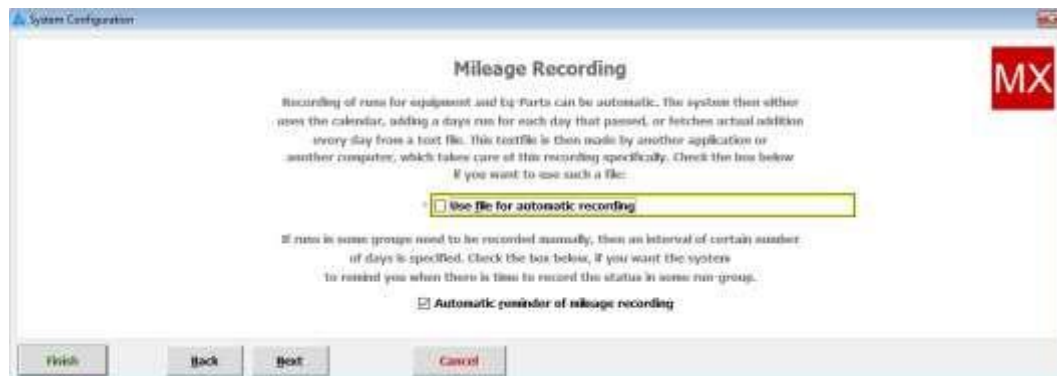 System Configuration
Mileage Recording
MX
Recording of runs for equipment and Eq-Parts can be automatic. The system then either
uses the calendar, adding a days run for each day that passed, or fetches actual addition
every day from a text file. This textfile is then made by another application or
another computer, which takes care of this recording specifically. Check the box below
if you want to use such a file:
Use file for automatic recording
If runs in some groups need to be recorded manually, then an interval of certain number
of days is specified. Check the box below, if you want the system
to remind you when there is time to record the status in some run-group.
Automatic reminder of mileage recording
Finish Back Next Cancel